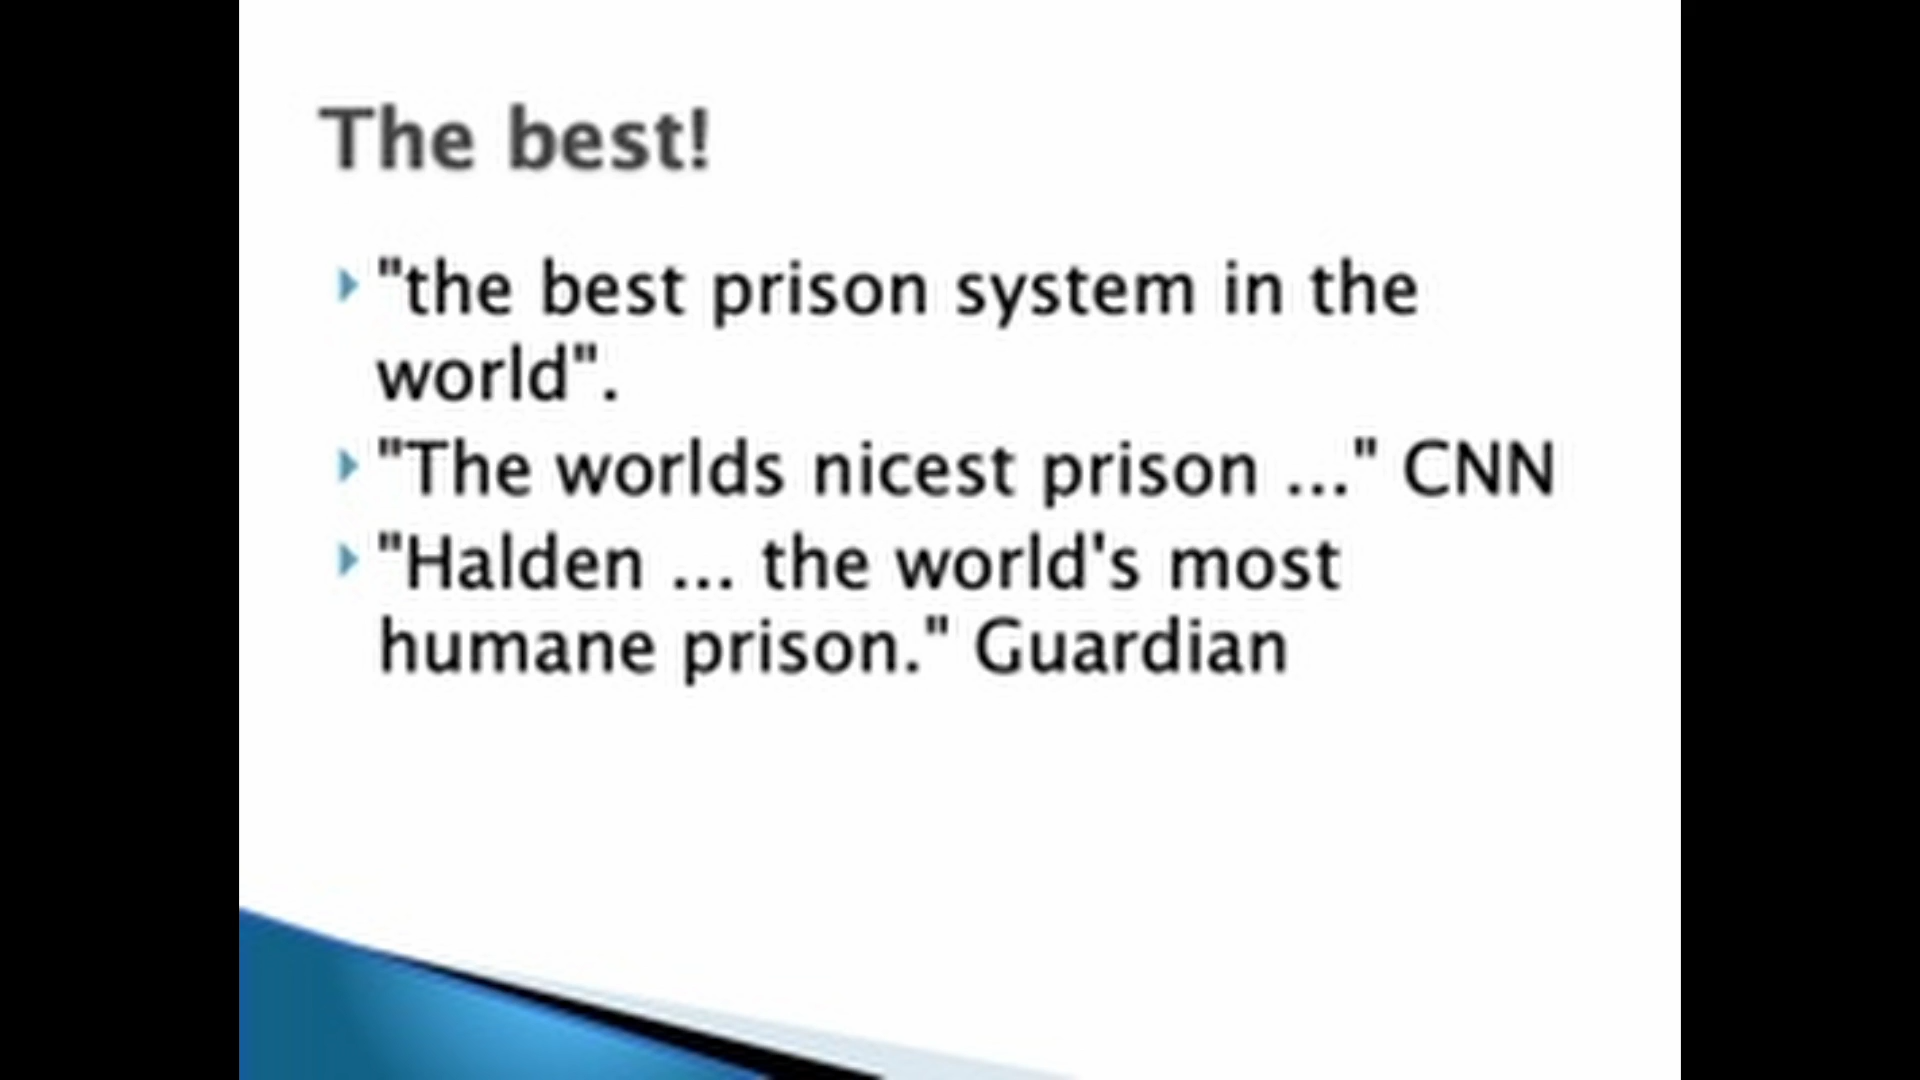 The best!
"the best prison system in the
world".
"The worlds nicest prison ..." CNN
"Halden ... the world's most
humane prison." Guardian